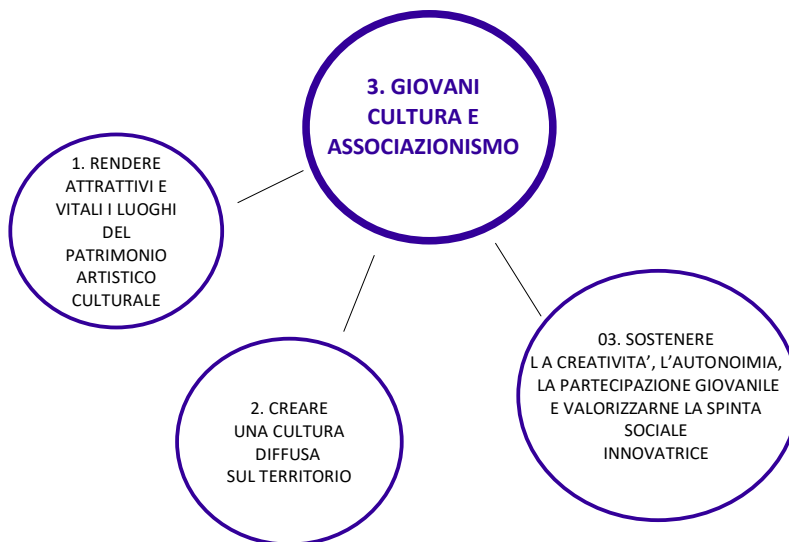 3. GIOVANI
CULTURA E
ASSOCIAZIONISMO
1. RENDERE
ATTRATTIVI E
VITALI I LUOGHI
DEL
PATRIMONIO
ARTISTICO
CULTURALE
2. CREARE
UNA CULTURA
DIFFUSA
SUL TERRITORIO
03. SOSTENERE
L A CREATIVITA’, L’AUTONOIMIA,
LA PARTECIPAZIONE GIOVANILE
E VALORIZZARNE LA SPINTA
SOCIALE
INNOVATRICE